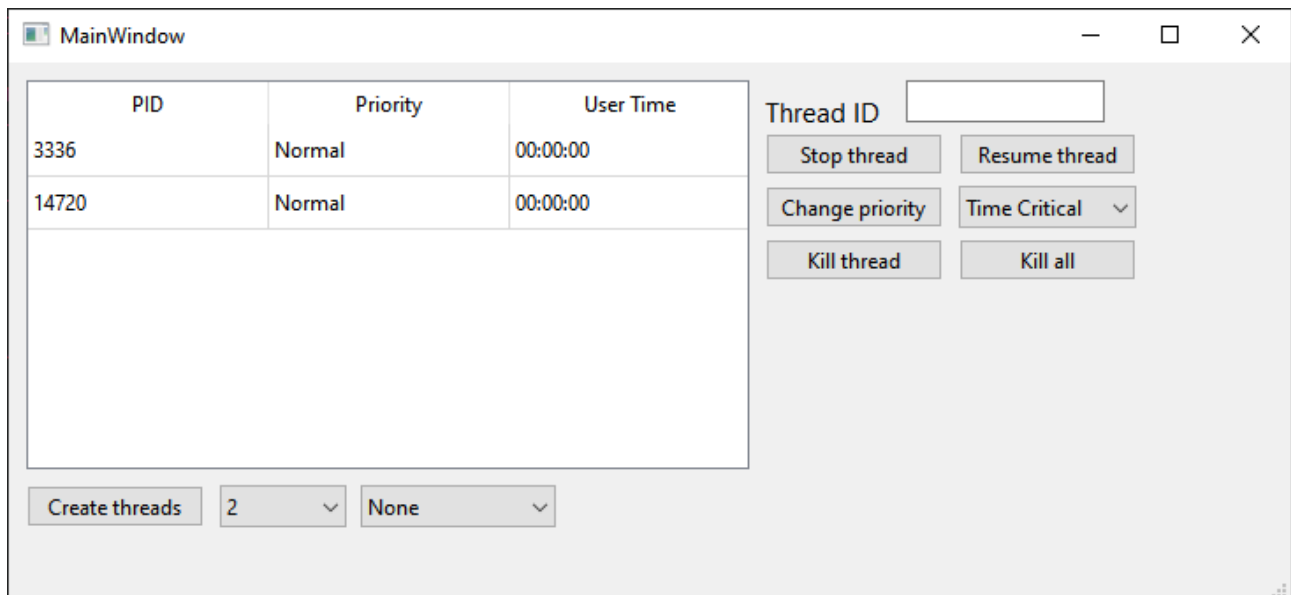 MainWindow
PID Priority User Time
3336 Normal 00:00:00
14720 Normal 00:00:00
Thread ID
Stop thread Resume thread
Change priority Time Critical
Kill thread Kill all
Create threads 2 None